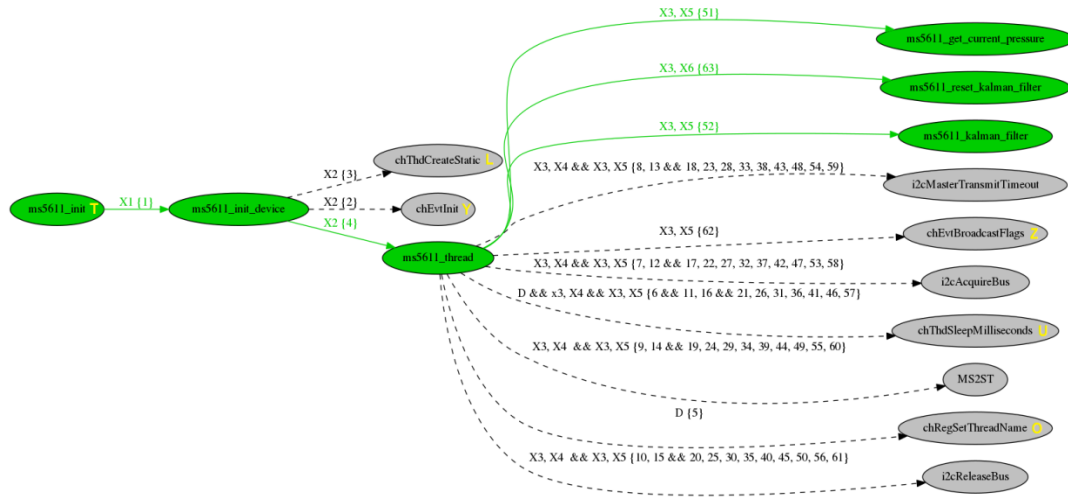 X3, X5 {51}
ms5611_get_current_pressure
X3, X6 {63}
ms5611_reset_kalman_filter
X3, X5 {52}
ms5611_kalman_filter
chThdCreateStatic L
X2 {3}
X3, X4 && X3, X5 {8, 13 && 18, 23, 28, 33, 38, 43, 48, 54, 59}
i2cMasterTransmitTimeout
ms5611_init T
X1 {1}
ms5611_init_device
X2 {2}
chEvtInit Y
X2 {4}
X3, X5 {62}
chEvtBroadcastFlags Z
ms5611_thread
X3, X4 && X3, X5 {7, 12 && 17, 22, 27, 32, 37, 42, 47, 53, 58}
i2cAcquireBus
D && x3, X4 && X3, X5 {6 && 11, 16 && 21, 26, 31, 36, 41, 46, 57}
chThdSleepMilliseconds U
X3, X4 && X3, X5 {9, 14 && 19, 24, 29, 34, 39, 44, 49, 55, 60}
MS2ST
D {5}
chRegSetThreadName O
X3, X4 && X3, X5 {10, 15 && 20, 25, 30, 35, 40, 45, 50, 56, 61}
i2cReleaseBus